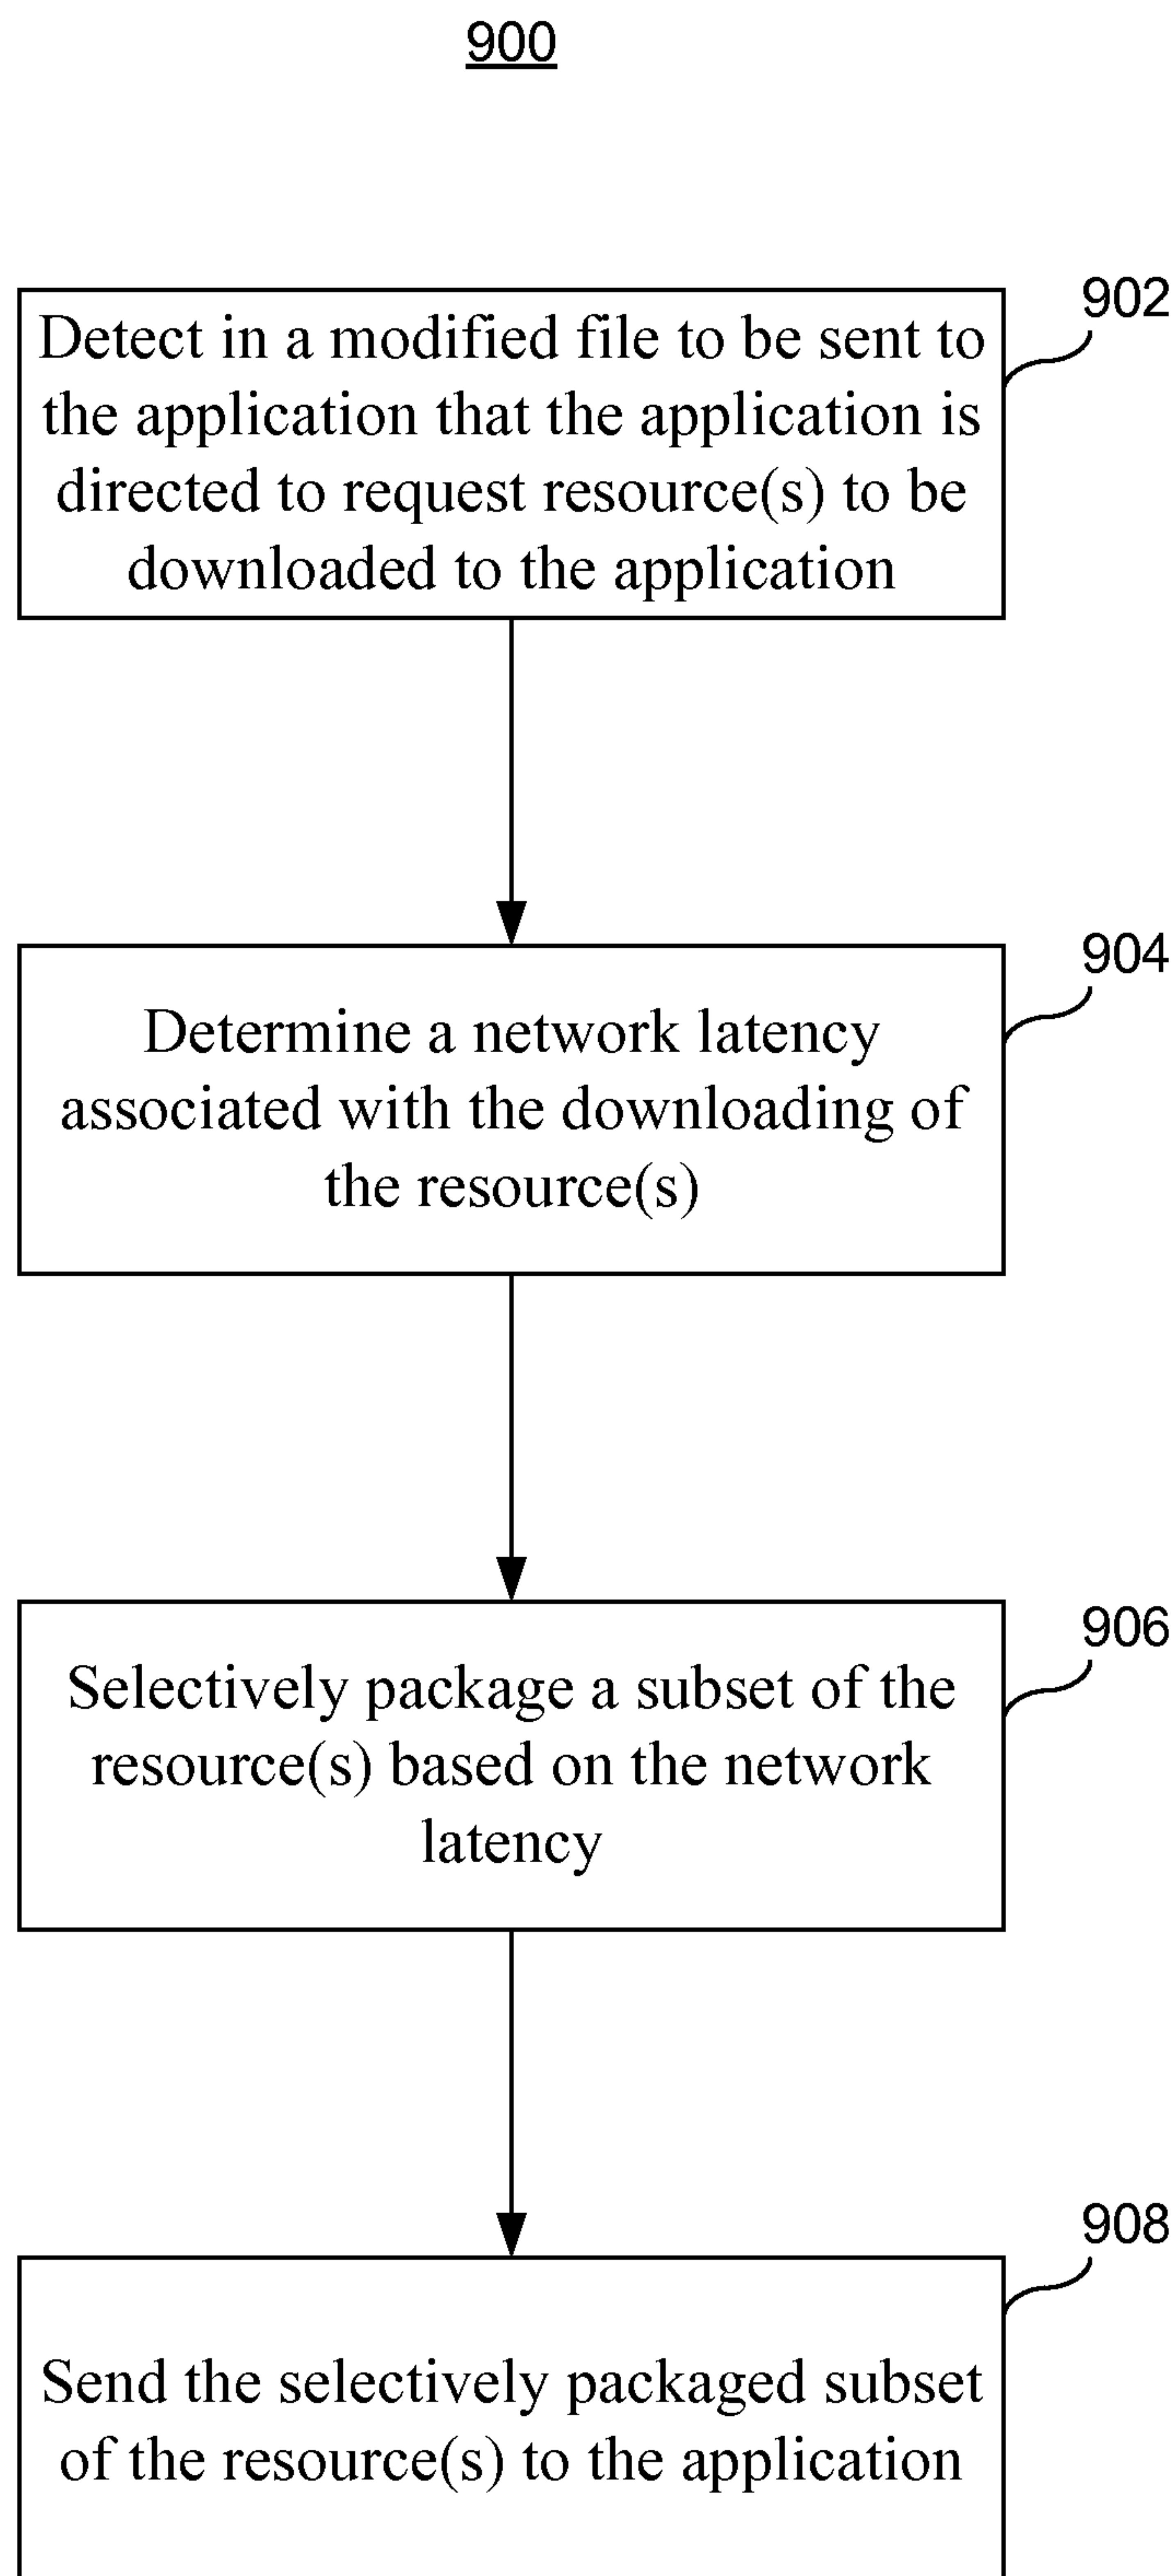 900
902
Detect in a modified file to be sent to
the application that the application is
directed to request resource(s) to be
downloaded to the application
904
Determine a network latency
associated with the downloading of
the resource(s)
906
Selectively package a subset of the
resource(s) based on the network
latency
908
Send the selectively packaged subset
of the resource(s) to the application